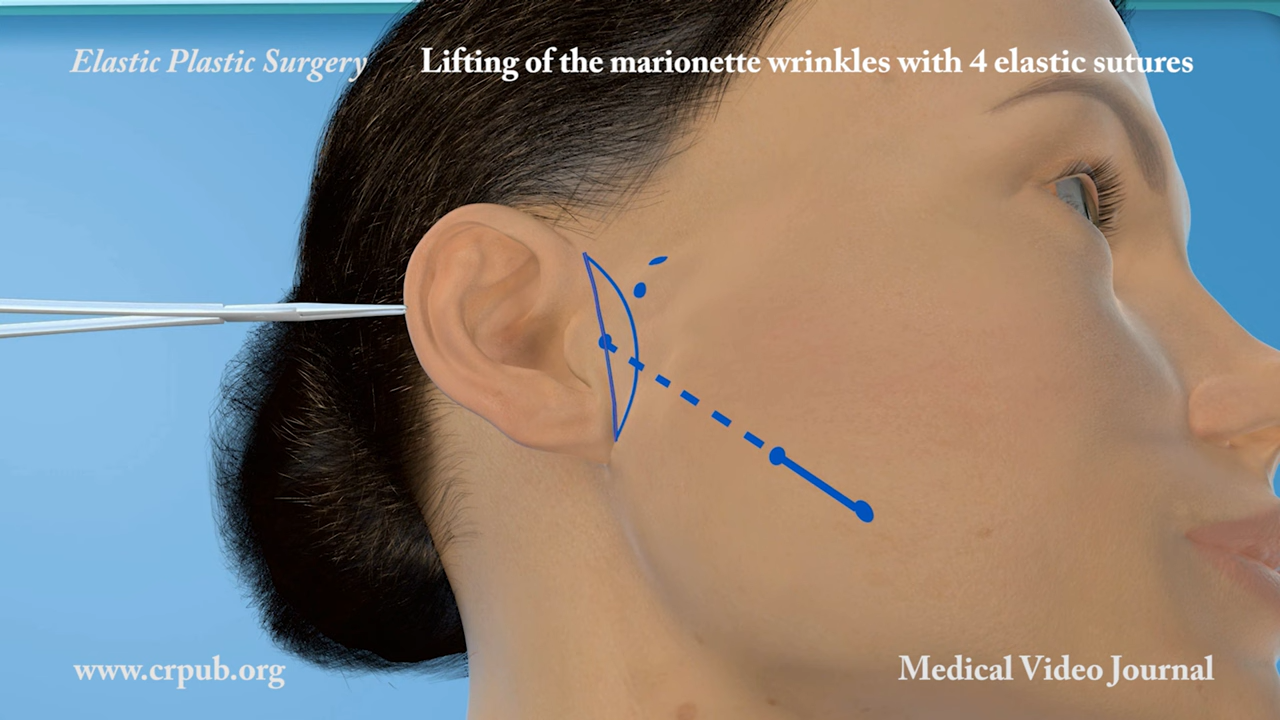 Elastic Plastic Surgery
Lifting of the marionette wrinkles with 4 elastic sutures
www.crpub.org
Medical Video Journal